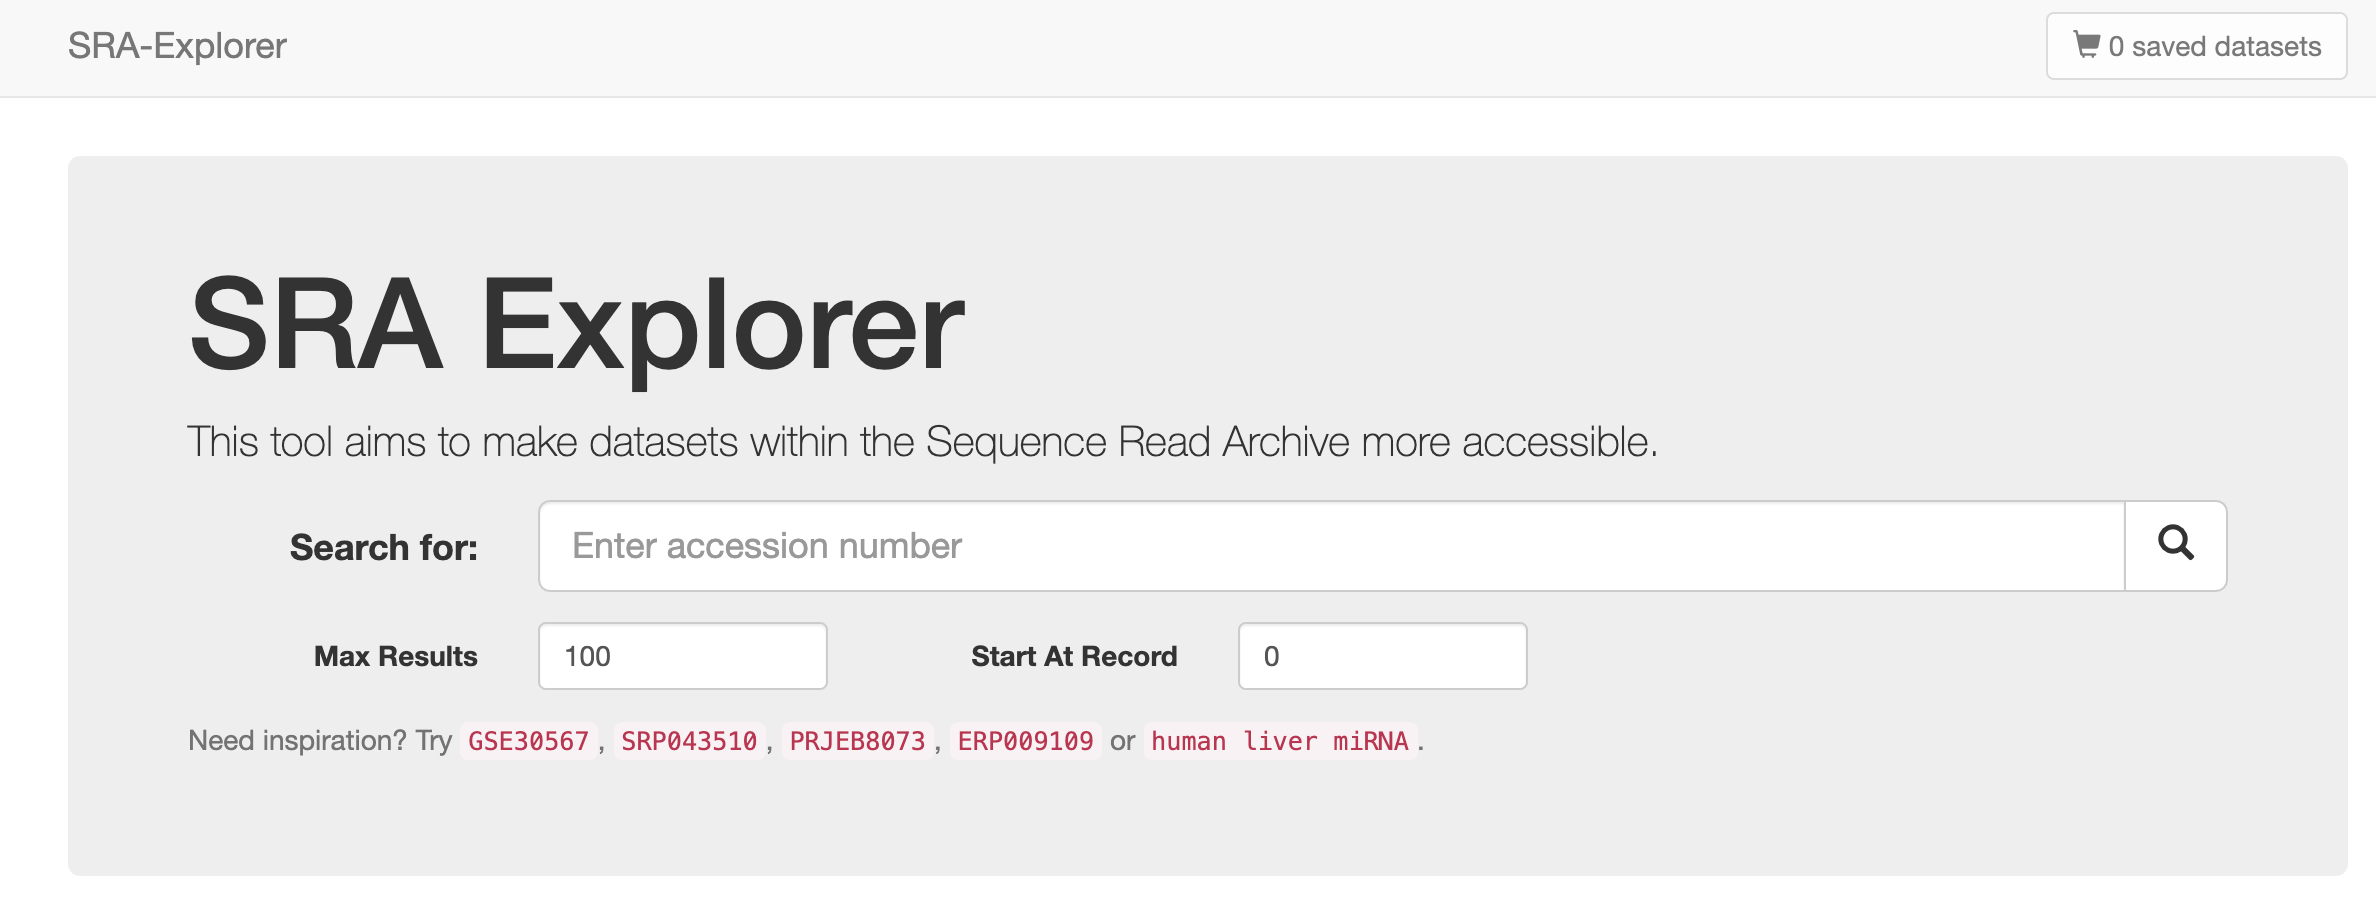 SRA-Explorer
0 saved datasets
SRA Explorer
This tool aims to make datasets within the Sequence Read Archive more accessible.
Search for: Enter accession number
Max Results 100 Start At Record 0
Need inspiration? Try GSE30567, SRP043510, PRJEB8073, ERP009109 or human liver miRNA.